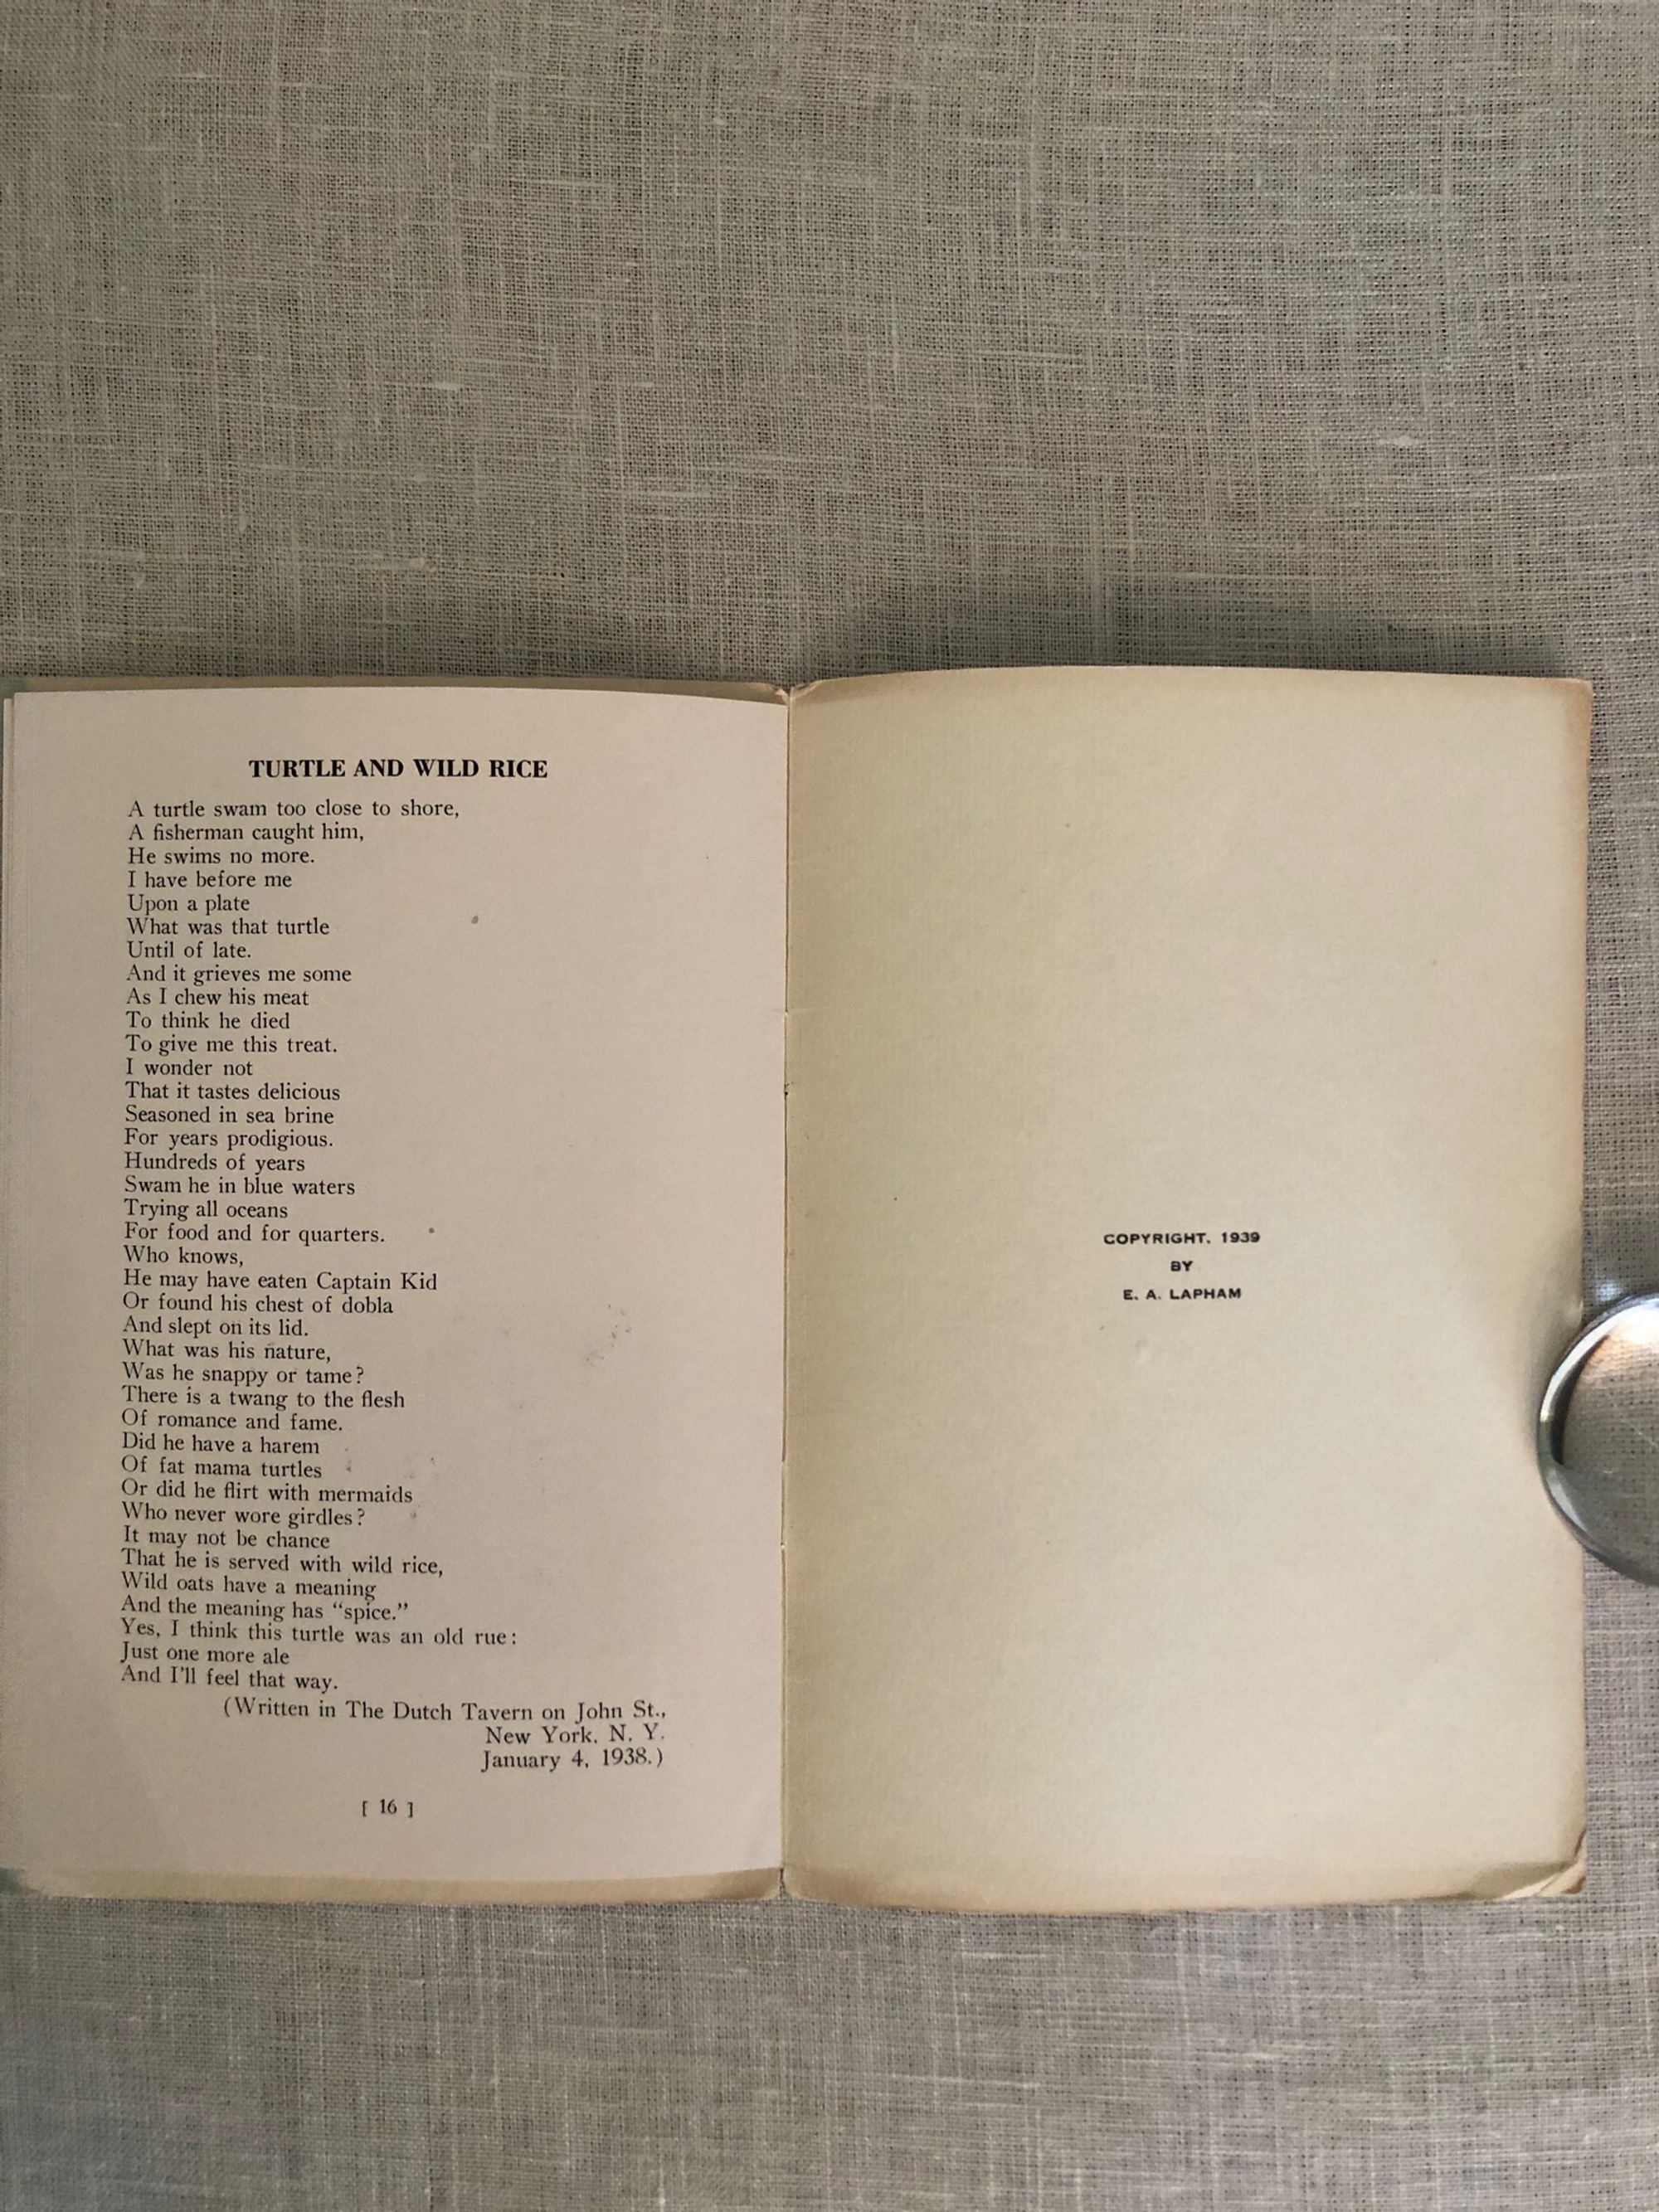 TURTLE AND WILD RICE
A turtle swam too close to shore,
A fisherman caught him,
He swims no more.
I have before me
Upon a plate
What was that turtle
Until of late.
And it grieves me some
As I chew his meat
To think he died
To give me this treat.
I wonder not
That it tastes delicious
Seasoned in sea brine
For years prodigious.
Hundreds of years
Swam he in blue waters
Trying all oceans
For food and for quarters.
Who knows,
He may have eaten Captain Kid
Or found his chest of dobla
And slept on its lid.
What was his nature,
Was he snappy or tame?
There is a twang to the flesh
Of romance and fame.
Did he have a harem
Of fat mama turtles
Or did he flirt with mermaids
Who never wore girdles?
It may not be chance
That he is served with wild rice,
Wild oats have a meaning
And the meaning has “spice.”
Yes, I think this turtle was an old rue:
Just one more ale
And I'll feel that way.
(Written in The Dutch Tavern on John St.,
New York, N. Y.
January 4, 1938.)
[ 16 ]
COPYRIGHT, 1939
BY
E. A. LAPHAM